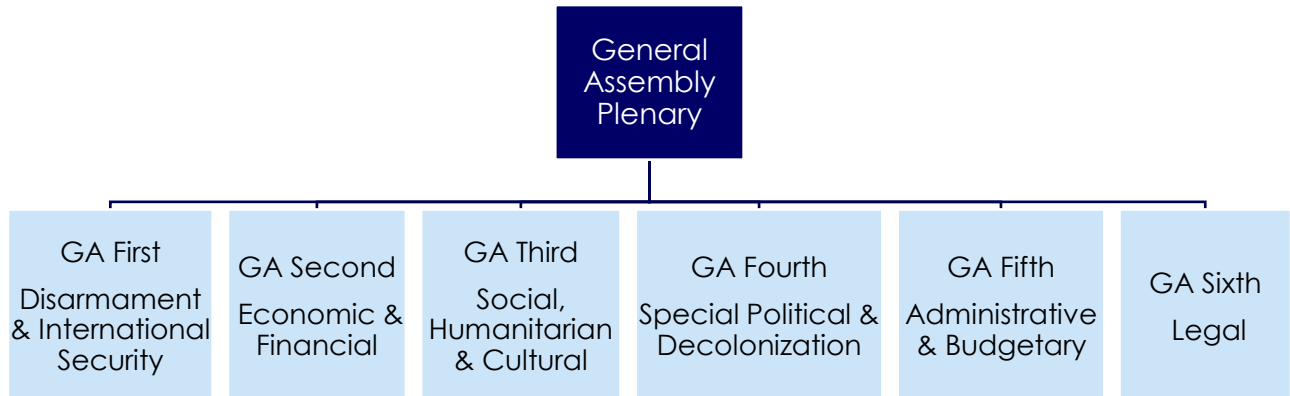 General
Assembly
Plenary
GA First
Disarmament
& International
Security
GA Second
Economic &
Financial
GA Third
Social,
Humanitarian
& Cultural
GA Fourth
Special Political &
Decolonization
GA Fifth
Administrative
& Budgetary
GA Sixth
Legal